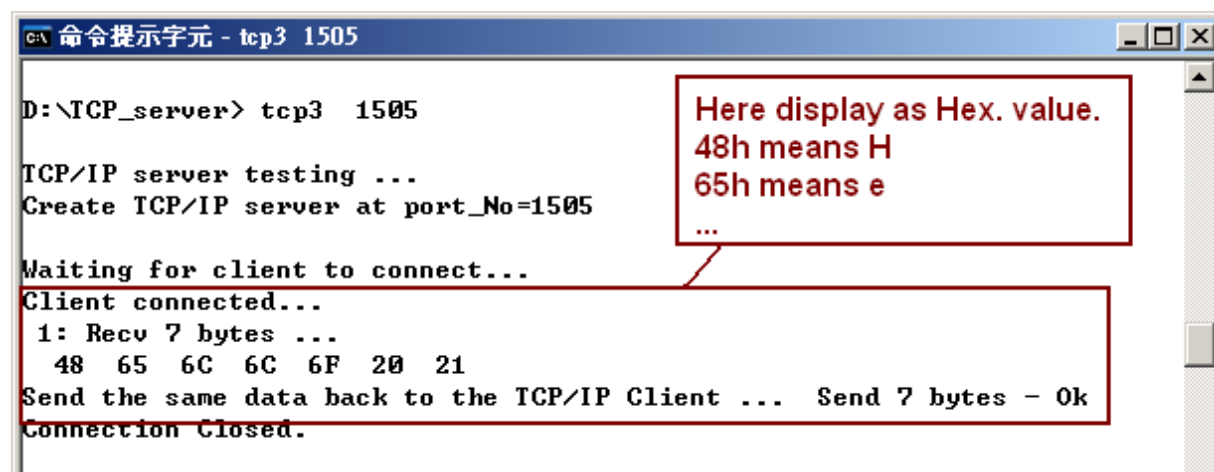 命令提示字元 - tcp3 1505
D:\TCP_server> tcp3 1505
Here display as Hex. value.
48h means H
65h means e
...
TCP/IP server testing ...
Create TCP/IP server at port_No=1505
Waiting for client to connect...
Client connected...
1: Recv 7 bytes ...
48 65 6C 6C 6F 20 21
Send the same data back to the TCP/IP Client ... Send 7 bytes - Ok
Connection Closed.